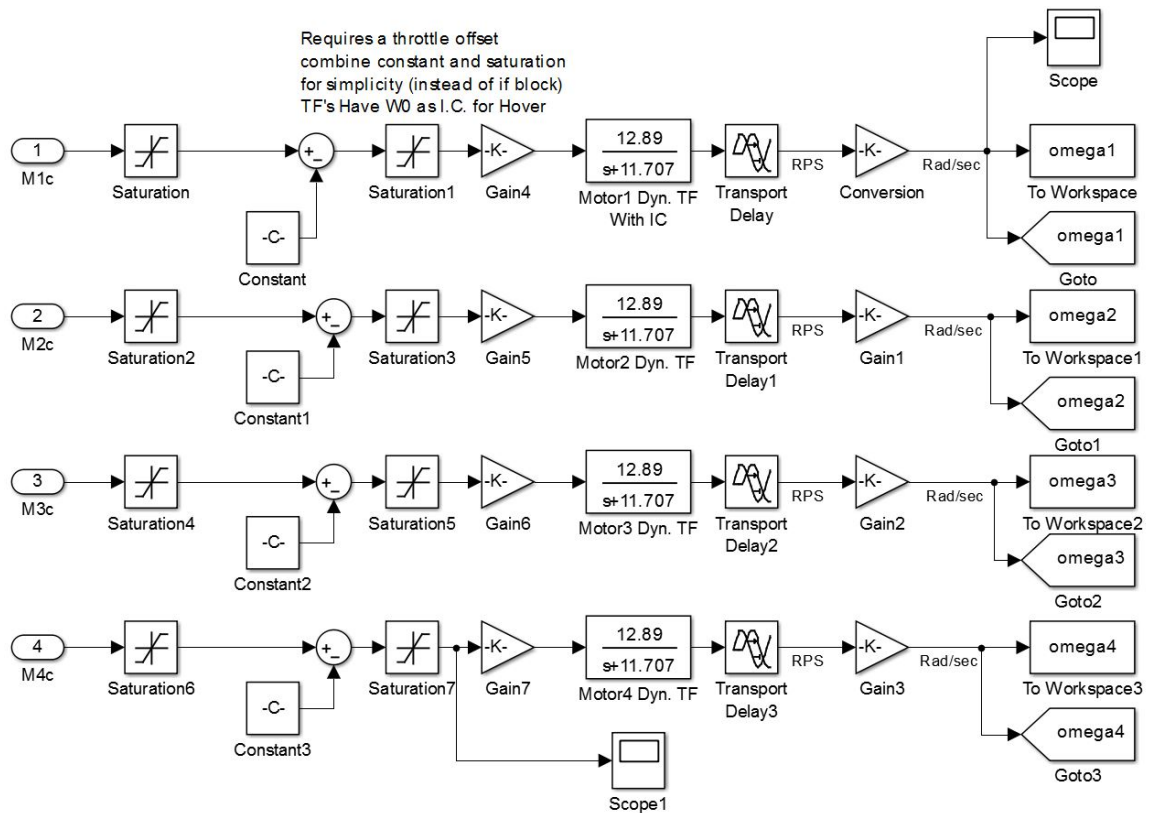 Requires a throttle offset
combine constant and saturation
for simplicity (instead of if block)
TF's Have W0 as I.C. for Hover
Scope
1
M1c
Saturation
+
-
-C-
Constant
Saturation1
-K-
Gain4
12.89
s+11.707
Motor1 Dyn. TF
With IC
Transport
Delay
RPS
-K-
Conversion
Rad/sec
omega1
To Workspace
omega1
Goto
2
M2c
Saturation2
+
-
-C-
Constant1
Saturation3
-K-
Gain5
12.89
s+11.707
Motor2 Dyn. TF
Transport
Delay1
RPS
-K-
Gain1
Rad/sec
omega2
To Workspace1
omega2
Goto1
3
M3c
Saturation4
+
-
-C-
Constant2
Saturation5
-K-
Gain6
12.89
s+11.707
Motor3 Dyn. TF
Transport
Delay2
RPS
-K-
Gain2
Rad/sec
omega3
To Workspace2
omega3
Goto2
4
M4c
Saturation6
+
-
-C-
Constant3
Saturation7
-K-
Gain7
12.89
s+11.707
Motor4 Dyn. TF
Transport
Delay3
RPS
-K-
Gain3
Rad/sec
omega4
To Workspace3
omega4
Goto3
Scope1